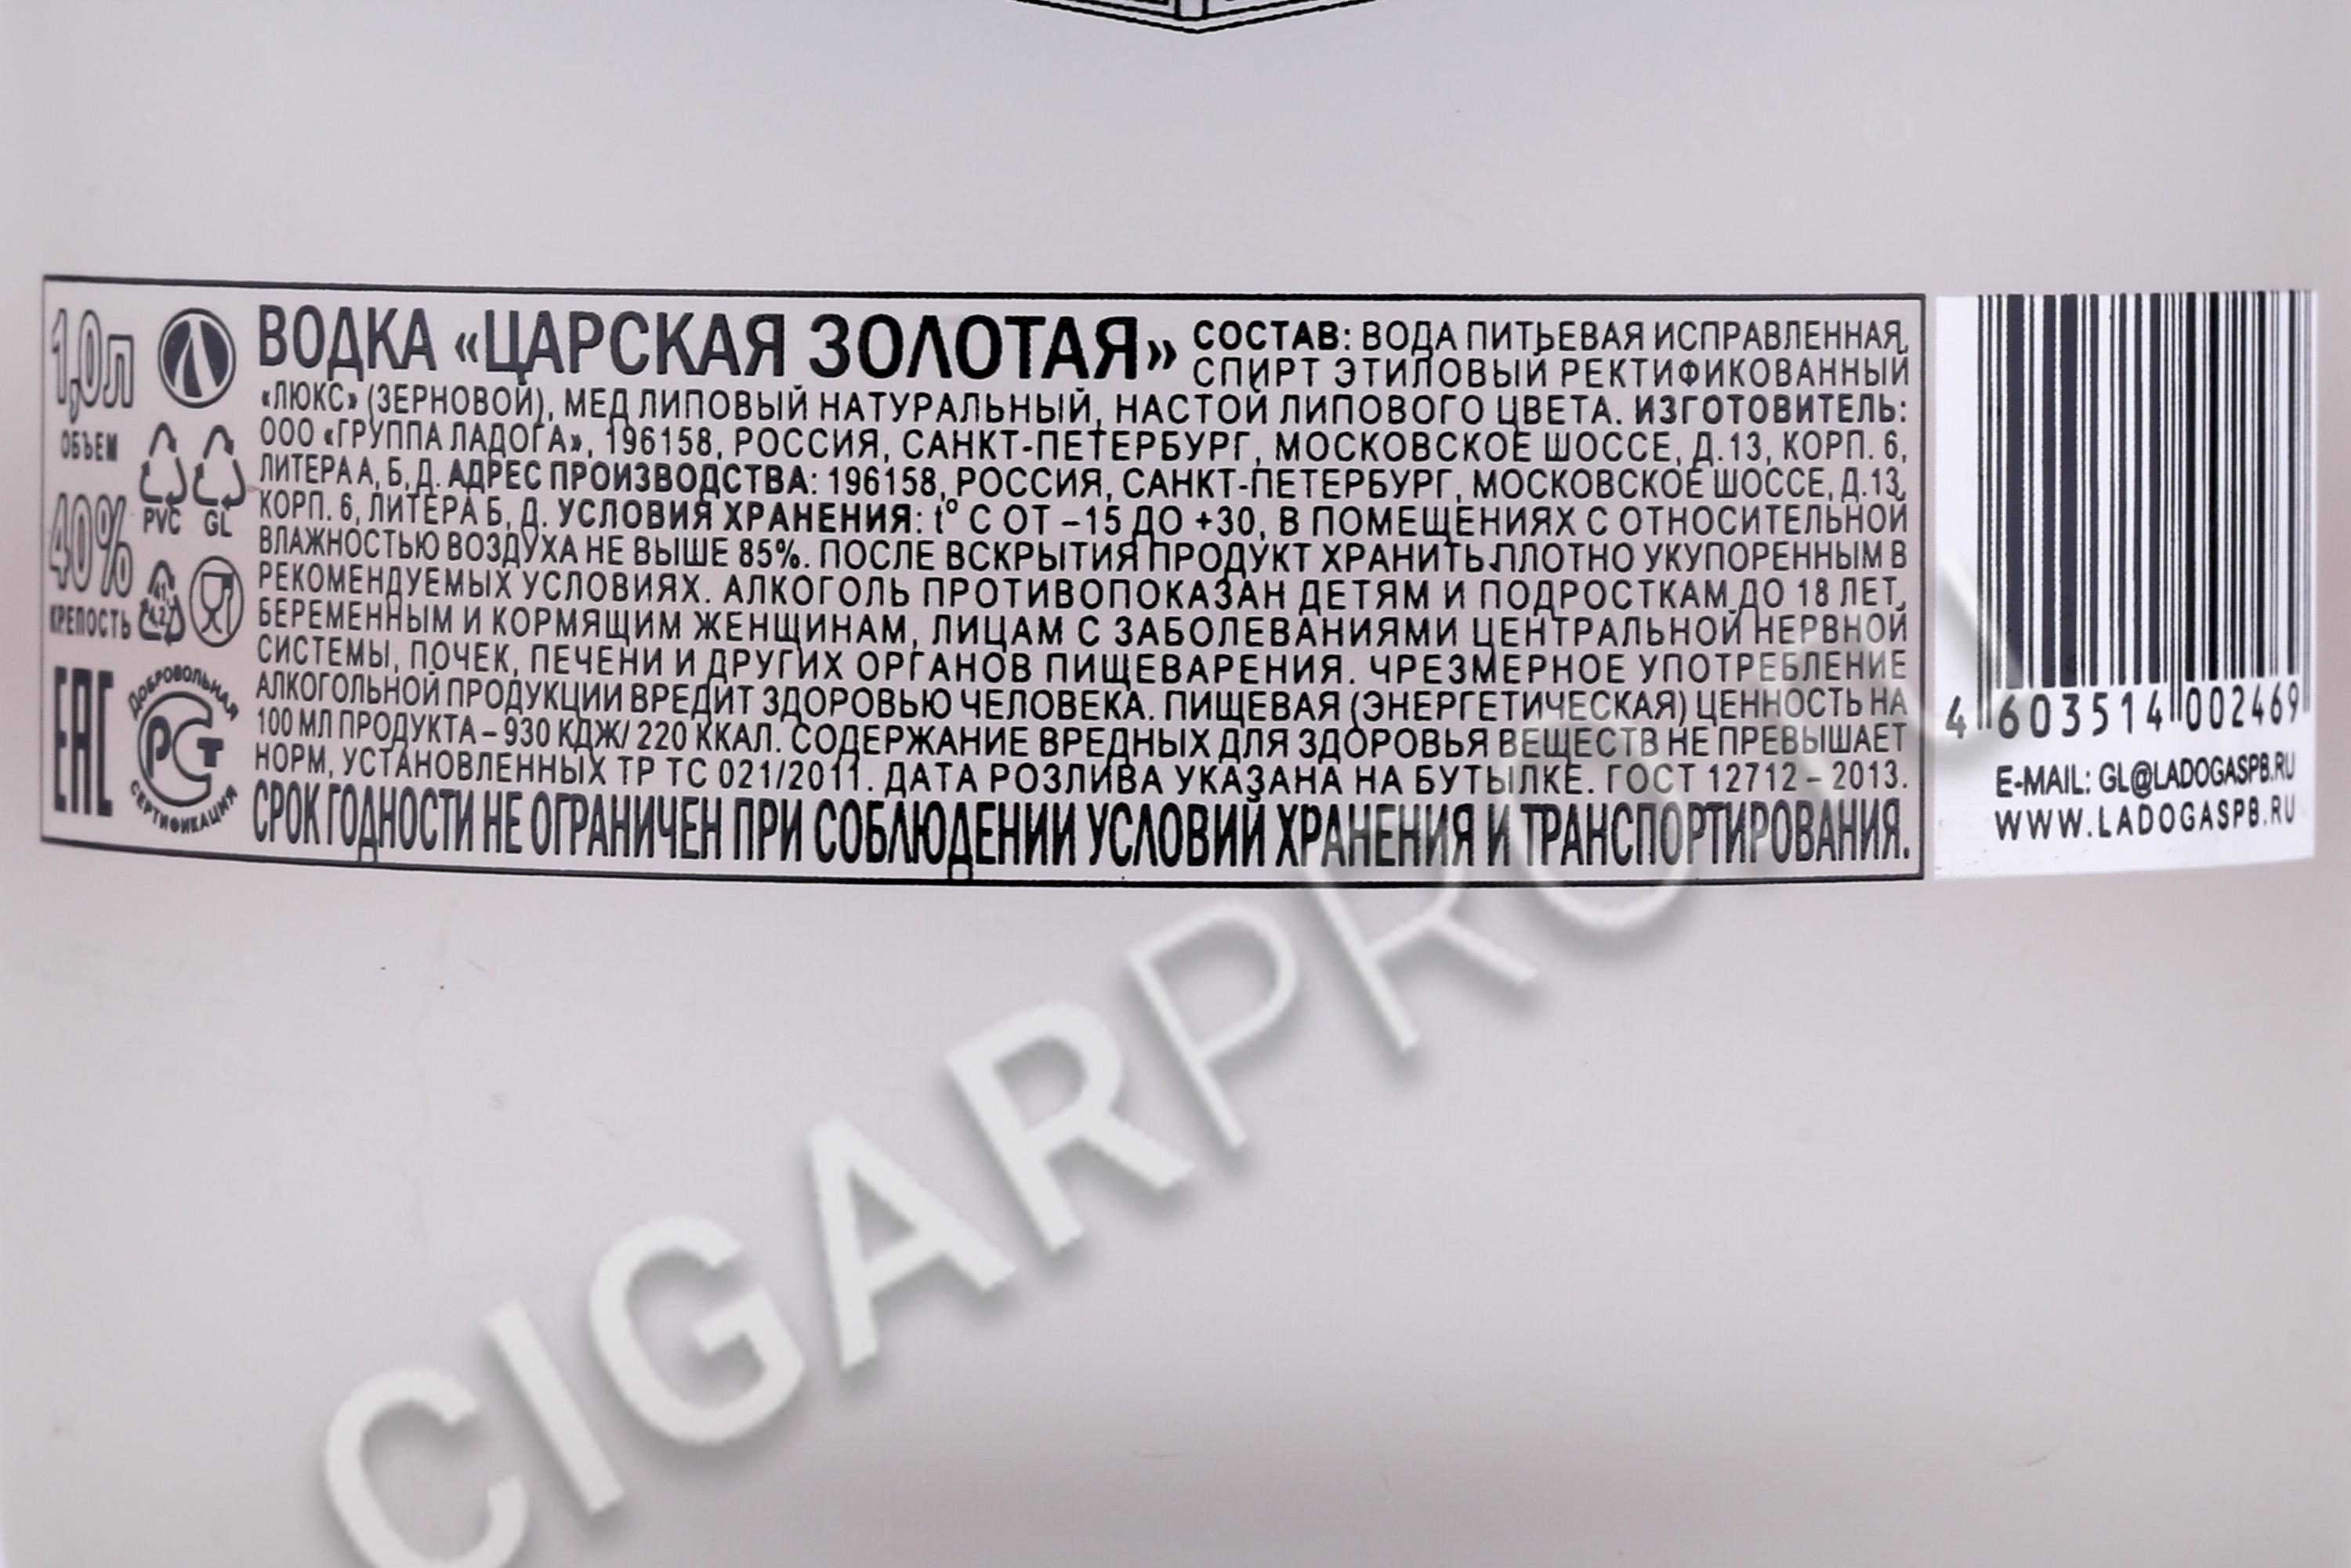 1,0л
ОБЪЕМ
40%
КРЕПОСТЬ
PVC GL
41
42
ЕАС
ДОБРОВОЛЬНАЯ
РСТ
СЕРТИФИКАЦИЯ
ВОДКА «ЦАРСКАЯ ЗОЛОТАЯ» СОСТАВ: ВОДА ПИТЬЕВАЯ ИСПРАВЛЕННАЯ,
СПИРТ ЭТИЛОВЫЙ РЕКТИФИКОВАННЫЙ
«ЛЮКС» (ЗЕРНОВОЙ), МЕД ЛИПОВЫЙ НАТУРАЛЬНЫЙ, НАСТОЙ ЛИПОВОГО ЦВЕТА. ИЗГОТОВИТЕЛЬ:
ООО «ГРУППА ЛАДОГА», 196158, РОССИЯ, САНКТ-ПЕТЕРБУРГ, МОСКОВСКОЕ ШОССЕ, Д.13, КОРП. 6,
ЛИТЕРА А, Б, Д. АДРЕС ПРОИЗВОДСТВА: 196158, РОССИЯ, САНКТ-ПЕТЕРБУРГ, МОСКОВСКОЕ ШОССЕ, Д.13,
КОРП. 6, ЛИТЕРА Б, Д. УСЛОВИЯ ХРАНЕНИЯ: t° С ОТ –15 ДО +30, В ПОМЕЩЕНИЯХ С ОТНОСИТЕЛЬНОЙ
ВЛАЖНОСТЬЮ ВОЗДУХА НЕ ВЫШЕ 85%. ПОСЛЕ ВСКРЫТИЯ ПРОДУКТ ХРАНИТЬ ПЛОТНО УКУПОРЕННЫМ В
РЕКОМЕНДУЕМЫХ УСЛОВИЯХ. АЛКОГОЛЬ ПРОТИВОПОКАЗАН ДЕТЯМ И ПОДРОСТКАМ ДО 18 ЛЕТ,
БЕРЕМЕННЫМ И КОРМЯЩИМ ЖЕНЩИНАМ, ЛИЦАМ С ЗАБОЛЕВАНИЯМИ ЦЕНТРАЛЬНОЙ НЕРВНОЙ
СИСТЕМЫ, ПОЧЕК, ПЕЧЕНИ И ДРУГИХ ОРГАНОВ ПИЩЕВАРЕНИЯ. ЧРЕЗМЕРНОЕ УПОТРЕБЛЕНИЕ
АЛКОГОЛЬНОЙ ПРОДУКЦИИ ВРЕДИТ ЗДОРОВЬЮ ЧЕЛОВЕКА. ПИЩЕВАЯ (ЭНЕРГЕТИЧЕСКАЯ) ЦЕННОСТЬ НА
100 МЛ ПРОДУКТА – 930 КДЖ/ 220 ККАЛ. СОДЕРЖАНИЕ ВРЕДНЫХ ДЛЯ ЗДОРОВЬЯ ВЕЩЕСТВ НЕ ПРЕВЫШАЕТ
НОРМ, УСТАНОВЛЕННЫХ ТР ТС 021/2011. ДАТА РОЗЛИВА УКАЗАНА НА БУТЫЛКЕ. ГОСТ 12712 – 2013.
СРОК ГОДНОСТИ НЕ ОГРАНИЧЕН ПРИ СОБЛЮДЕНИИ УСЛОВИЙ ХРАНЕНИЯ И ТРАНСПОРТИРОВАНИЯ.
4 603514 002469
E-MAIL: GL@LADOGASPB.RU
WWW.LADOGASPB.RU
CIGARPRO.RU